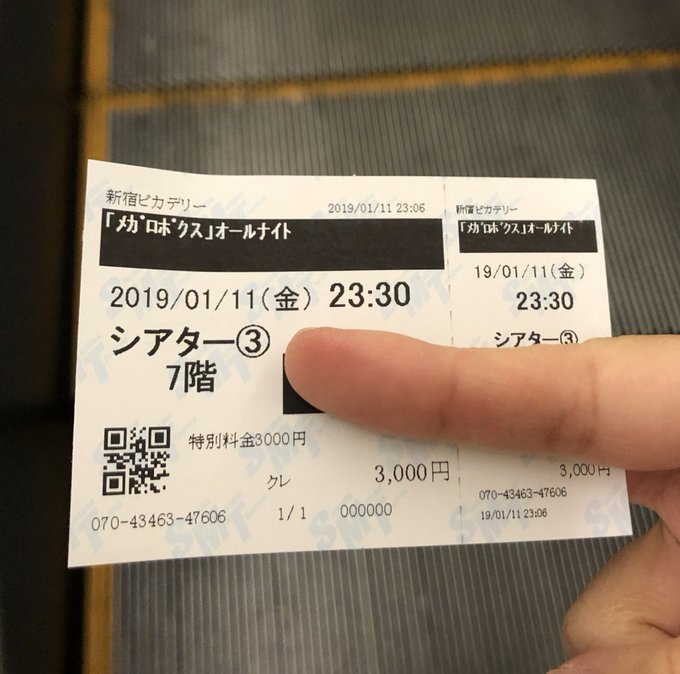 新宿ピカデリー
2019/01/11 23:06
「メガロボクス」オールナイト
2019/01/11(金) 23:30
シアター③
7階
特別料金3000円
クレ
3,000円
070-43463-47606
1/1
000000
新宿ピカデリー
「メガロボクス」オールナイト
19/01/11(金)
23:30
シアター③
3,000円
070-43463-47606
19/01/11 23:06